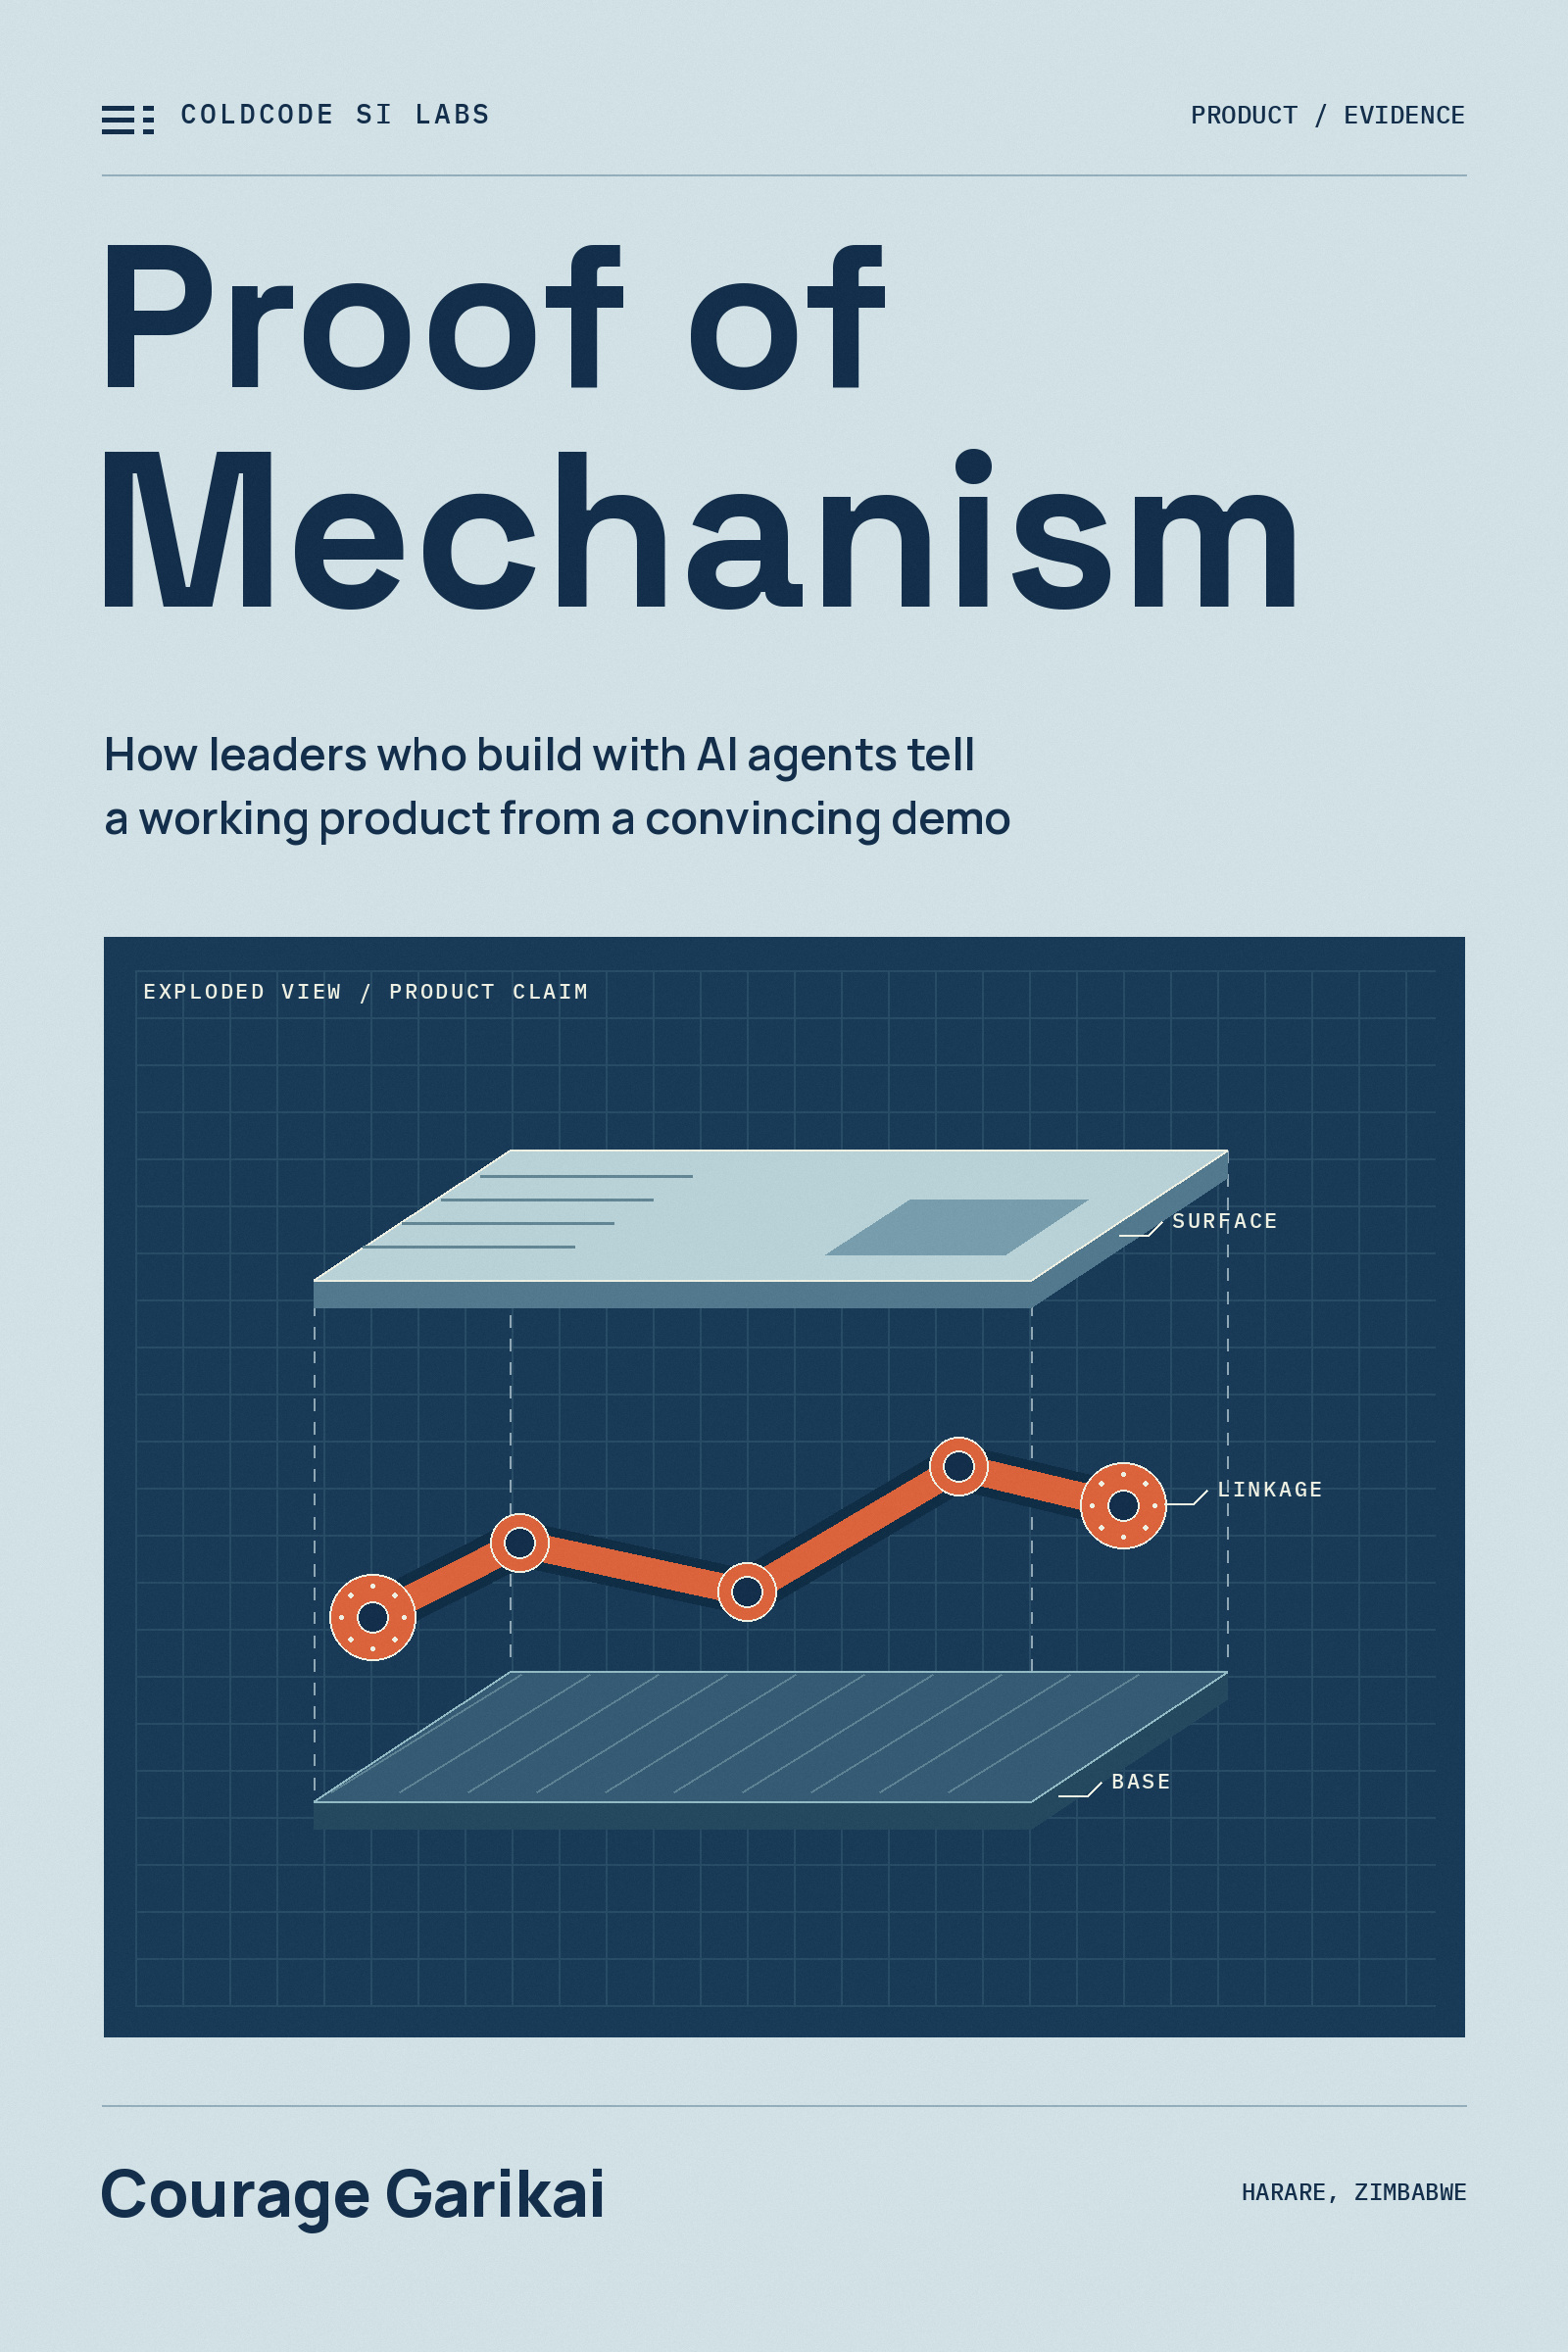 COLDCODE SI LABS
PRODUCT / EVIDENCE
Proof of
Mechanism
How leaders who build with AI agents tell
a working product from a convincing demo
EXPLODED VIEW / PRODUCT CLAIM
SURFACE
LINKAGE
BASE
Courage Garikai
HARARE, ZIMBABWE